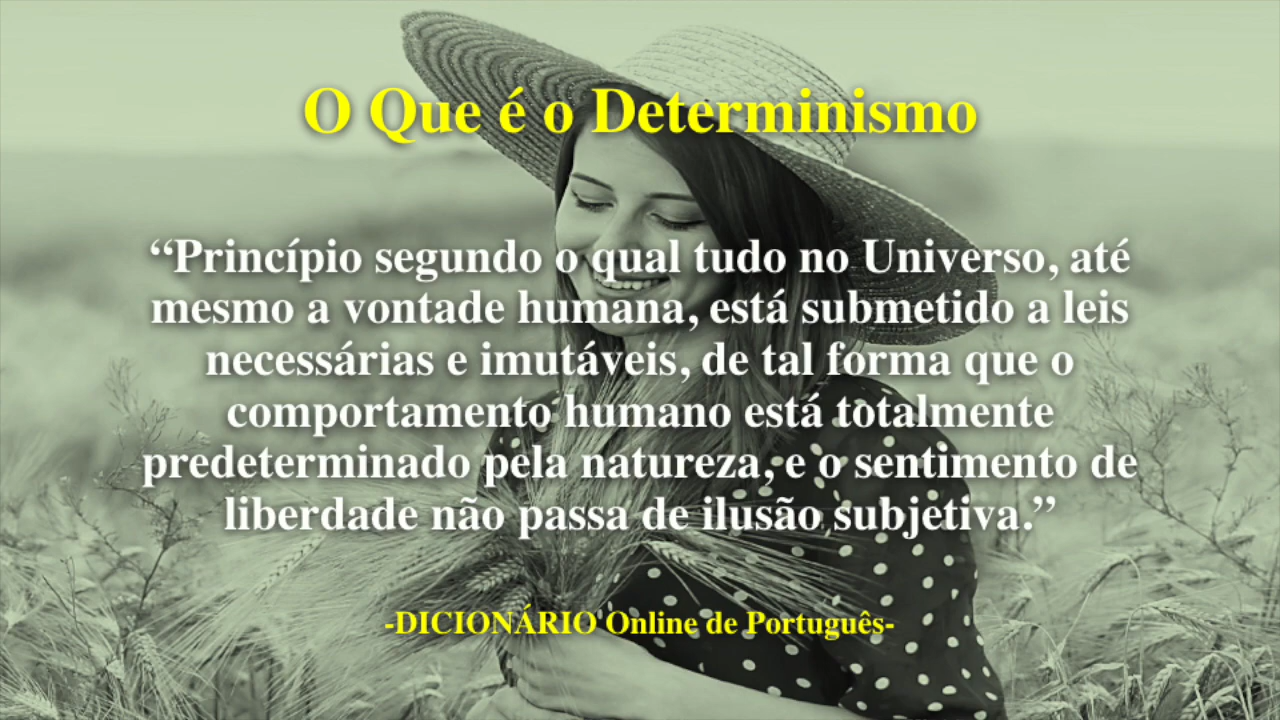 O Que é o Determinismo
“Princípio segundo o qual tudo no Universo, até
mesmo a vontade humana, está submetido a leis
necessárias e imutáveis, de tal forma que o
comportamento humano está totalmente
predeterminado pela natureza, e o sentimento de
liberdade não passa de ilusão subjetiva.”
-DICIONÁRIO Online de Português-